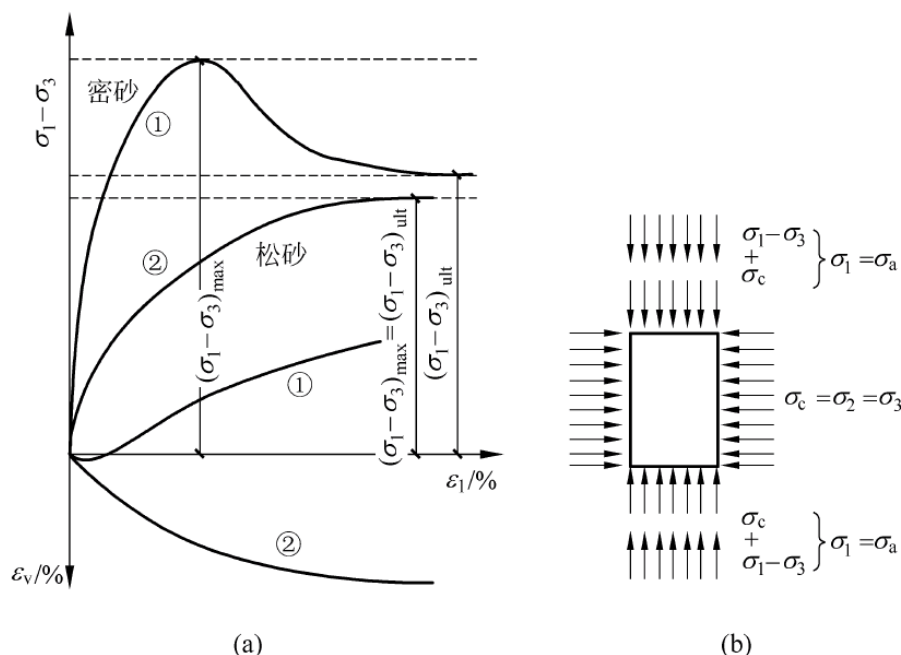 σ₁－σ₃
密砂
①
②
松砂
(σ₁－σ₃)max
(σ₁－σ₃)max=(σ₁－σ₃)ult
(σ₁－σ₃)ult
①
ε₁/%
②
εᵥ/%
(a)
σ₁－σ₃
+
σc
σ₁=σa
σc=σ₂=σ₃
σc
+
σ₁－σ₃
σ₁=σa
(b)